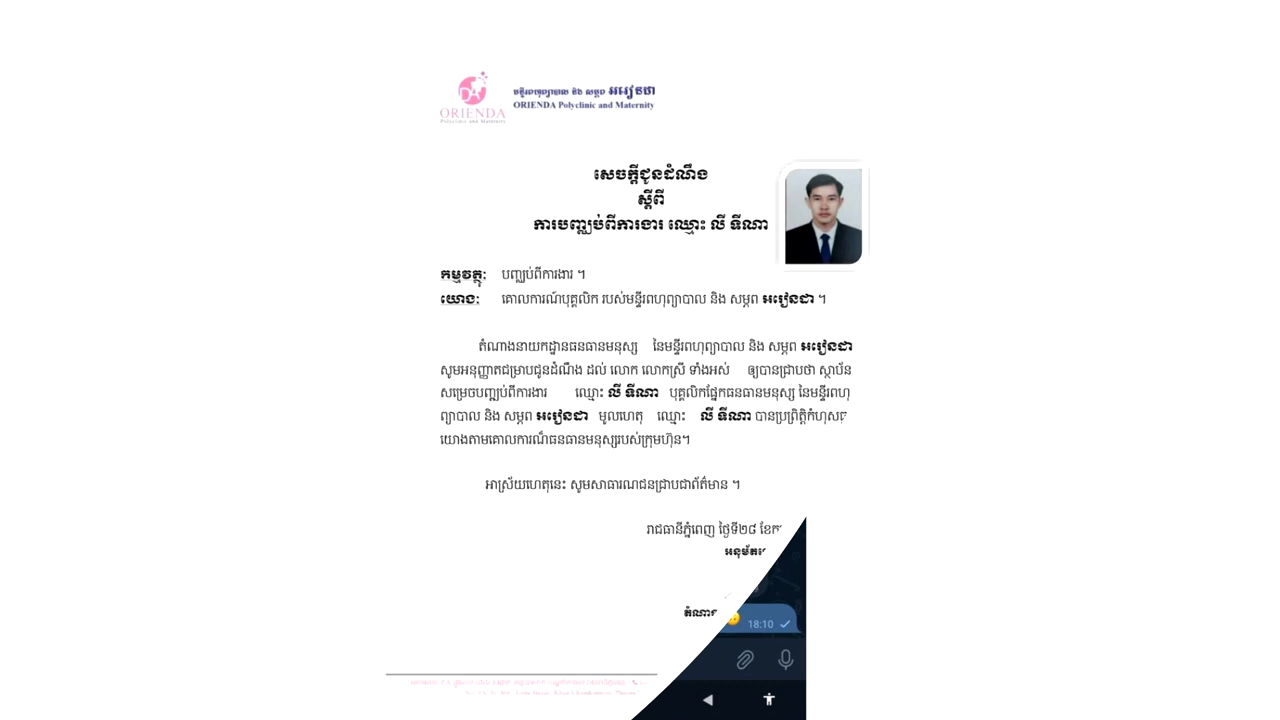 ORIENDA
Polyclinic and Maternity
មន្ទីរពហុព្យាបាល និង សម្ភព អរៀនដា
ORIENDA Polyclinic and Maternity
សេចក្តីជូនដំណឹង
ស្តីពី
ការបញ្ឈប់ពីការងារ ឈ្មោះ លី ទីណា
កម្មវត្ថុ: បញ្ឈប់ពីការងារ ។
យោង: គោលការណ៍បុគ្គលិក របស់មន្ទីរពហុព្យាបាល និង សម្ភព អរៀនដា ។
តំណាងនាយកដ្ឋានធនធានមនុស្ស នៃមន្ទីរពហុព្យាបាល និង សម្ភព អរៀនដា
សូមអនុញ្ញាតជម្រាបជូនដំណឹង ដល់ លោក លោកស្រី ទាំងអស់ ឲ្យបានជ្រាបថា ស្ថាប័ន
សម្រេចបញ្ឈប់ពីការងារ ឈ្មោះ លី ទីណា បុគ្គលិកផ្នែកធនធានមនុស្ស នៃមន្ទីរពហុ
ព្យាបាល និង សម្ភព អរៀនដា មូលហេតុ ឈ្មោះ លី ទីណា បានប្រព្រិត្តិកំហុស
យោងតាមគោលការណ៏ធនធានមនុស្សរបស់ក្រុមហ៊ុន។
អាស្រ័យហេតុនេះ សូមសាធារណជនជ្រាបជាព័ត៌មាន ។
រាជធានីភ្នំពេញ ថ្ងៃទី២៨ ខែ
18:10